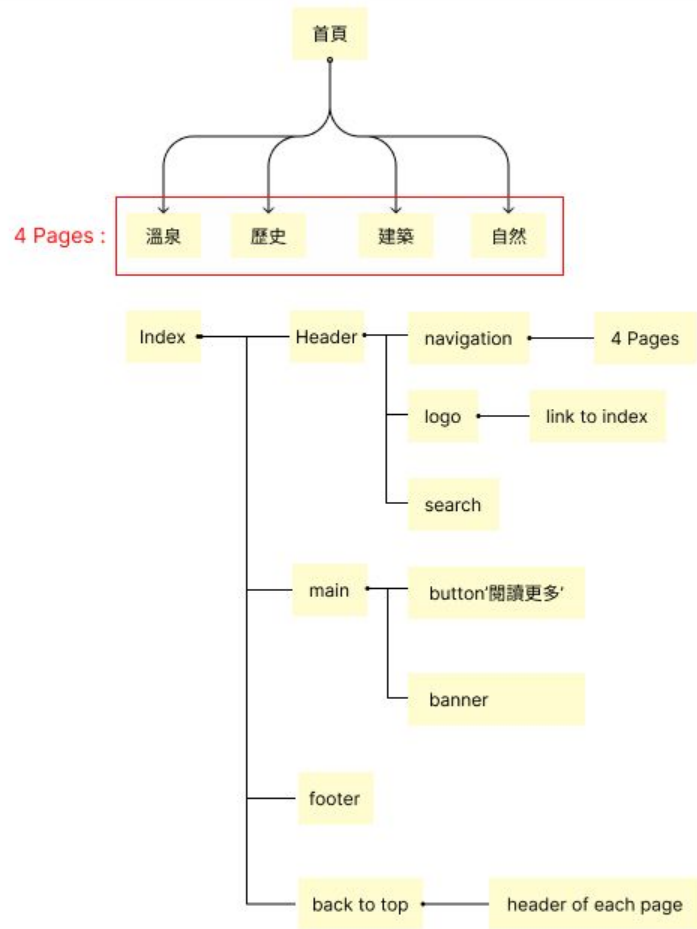 首頁
4 Pages :
溫泉
歷史
建築
自然
Index
Header
navigation
4 Pages
logo
link to index
search
main
button'閱讀更多'
banner
footer
back to top
header of each page